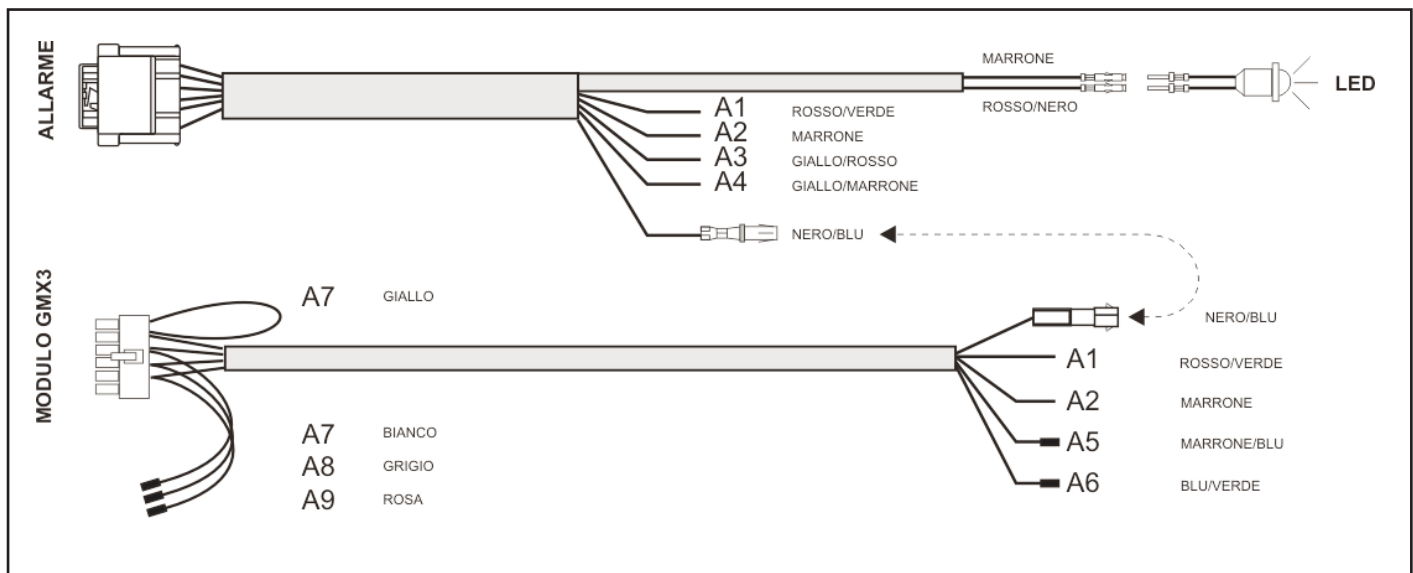 ALLARME
MARRONE
LED
ROSSO/NERO
A1 ROSSO/VERDE
A2 MARRONE
A3 GIALLO/ROSSO
A4 GIALLO/MARRONE
NERO/BLU
MODULO GMX3
A7 GIALLO
NERO/BLU
A1 ROSSO/VERDE
A2 MARRONE
A7 BIANCO
A5 MARRONE/BLU
A8 GRIGIO
A6 BLU/VERDE
A9 ROSA